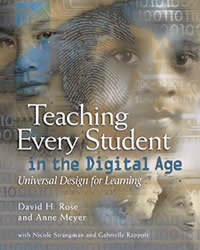 Teaching
Every Student
in the Digital Age
Universal Design for Learning
David H. Rose
and Anne Meyer
with Nicole Strangman and Gabrielle Rappolt